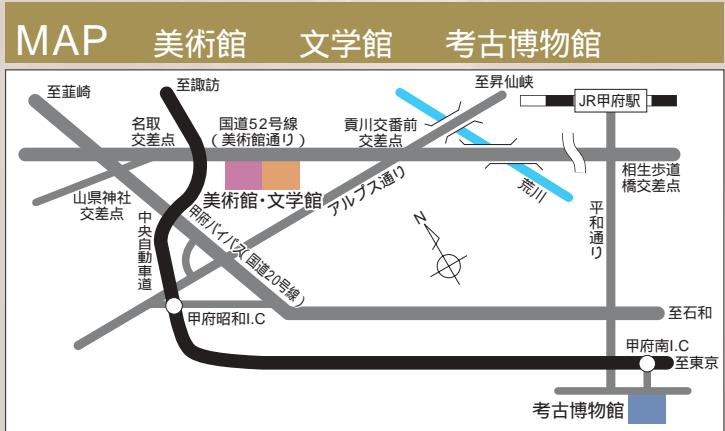 MAP 美術館 文学館 考古博物館
至韮崎
至諏訪
至昇仙峡
JR甲府駅
名取
交差点
国道52号線
(美術館通り)
貢川交番前
交差点
相生歩道
橋交差点
山県神社
交差点
美術館・文学館
アルプス通り
荒川
平和通り
中央自動車道
甲府バイパス(国道20号線)
N
甲府昭和I.C
至石和
甲府南I.C
至東京
考古博物館